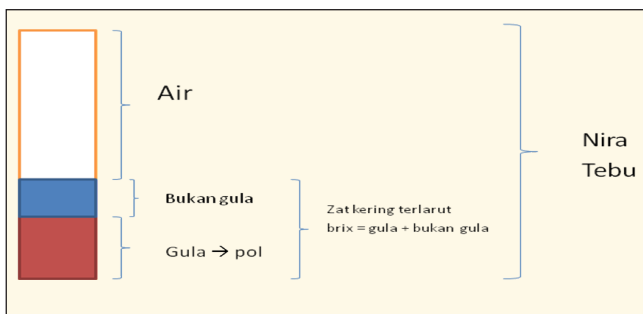 Air
Nira
Tebu
Bukan gula
Zat kering terlarut
brix = gula + bukan gula
Gula → pol